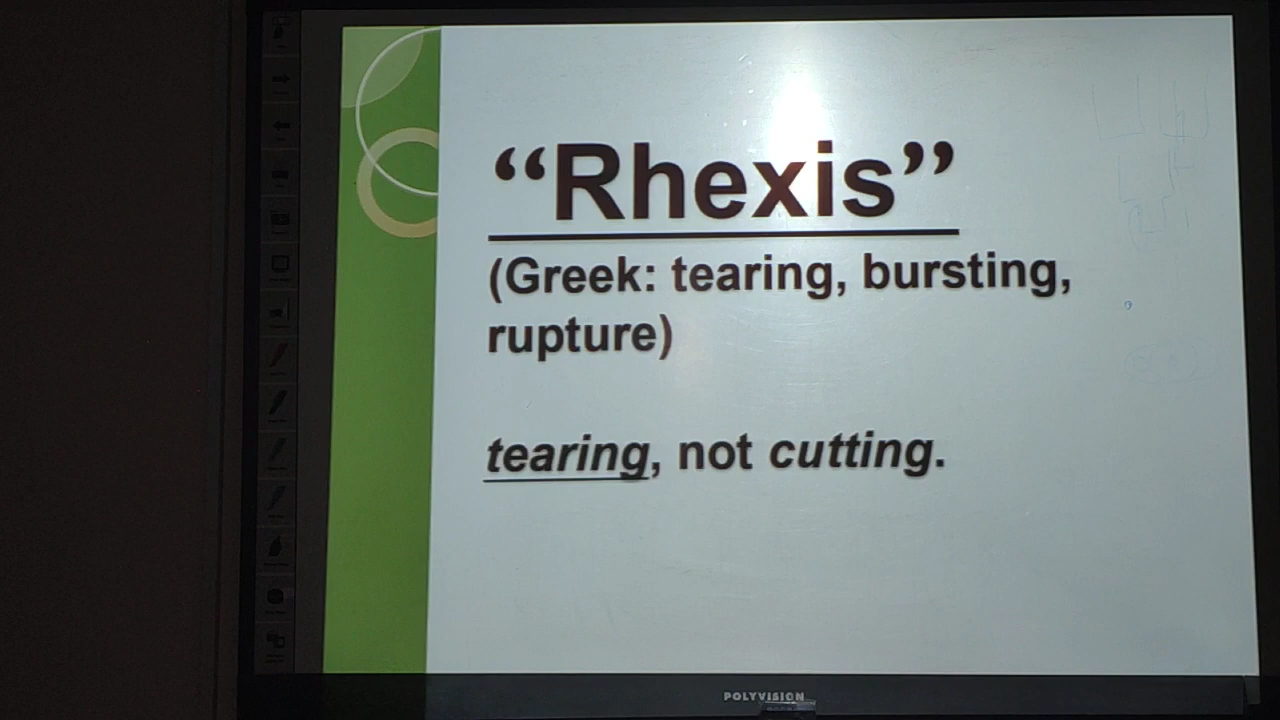 “Rhexis”
(Greek: tearing, bursting,
rupture)
tearing, not cutting.
POLYVISION